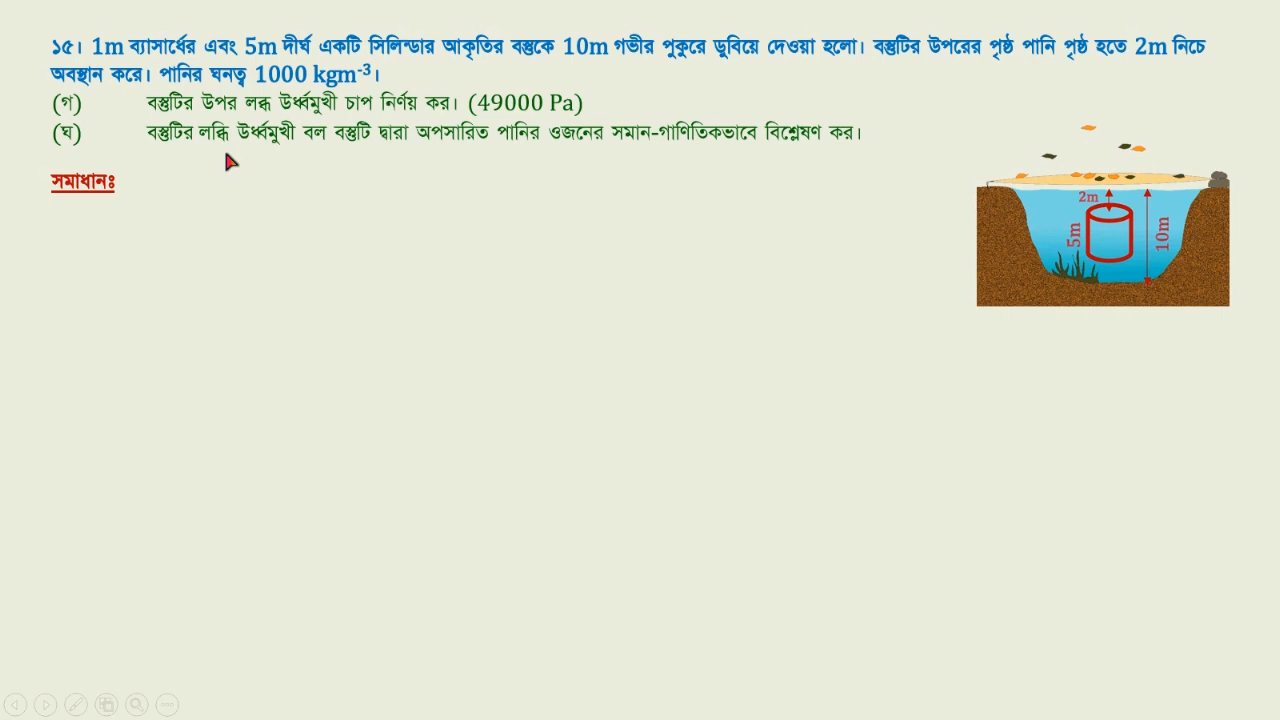 ১৫। 1m ব্যাসার্ধের এবং 5m দীর্ঘ একটি সিলিন্ডার আকৃতির বস্তুকে 10m গভীর পুকুরে ডুবিয়ে দেওয়া হলো। বস্তুটির উপরের পৃষ্ঠ পানি পৃষ্ঠ হতে 2m নিচে
অবস্থান করে। পানির ঘনত্ব 1000 kgm⁻³।
(গ) বস্তুটির উপর লব্ধ উর্ধ্বমুখী চাপ নির্ণয় কর। (49000 Pa)
(ঘ) বস্তুটির লব্ধি উর্ধ্বমুখী বল বস্তুটি দ্বারা অপসারিত পানির ওজনের সমান-গাণিতিকভাবে বিশ্লেষণ কর।
সমাধানঃ
2m
5m
10m